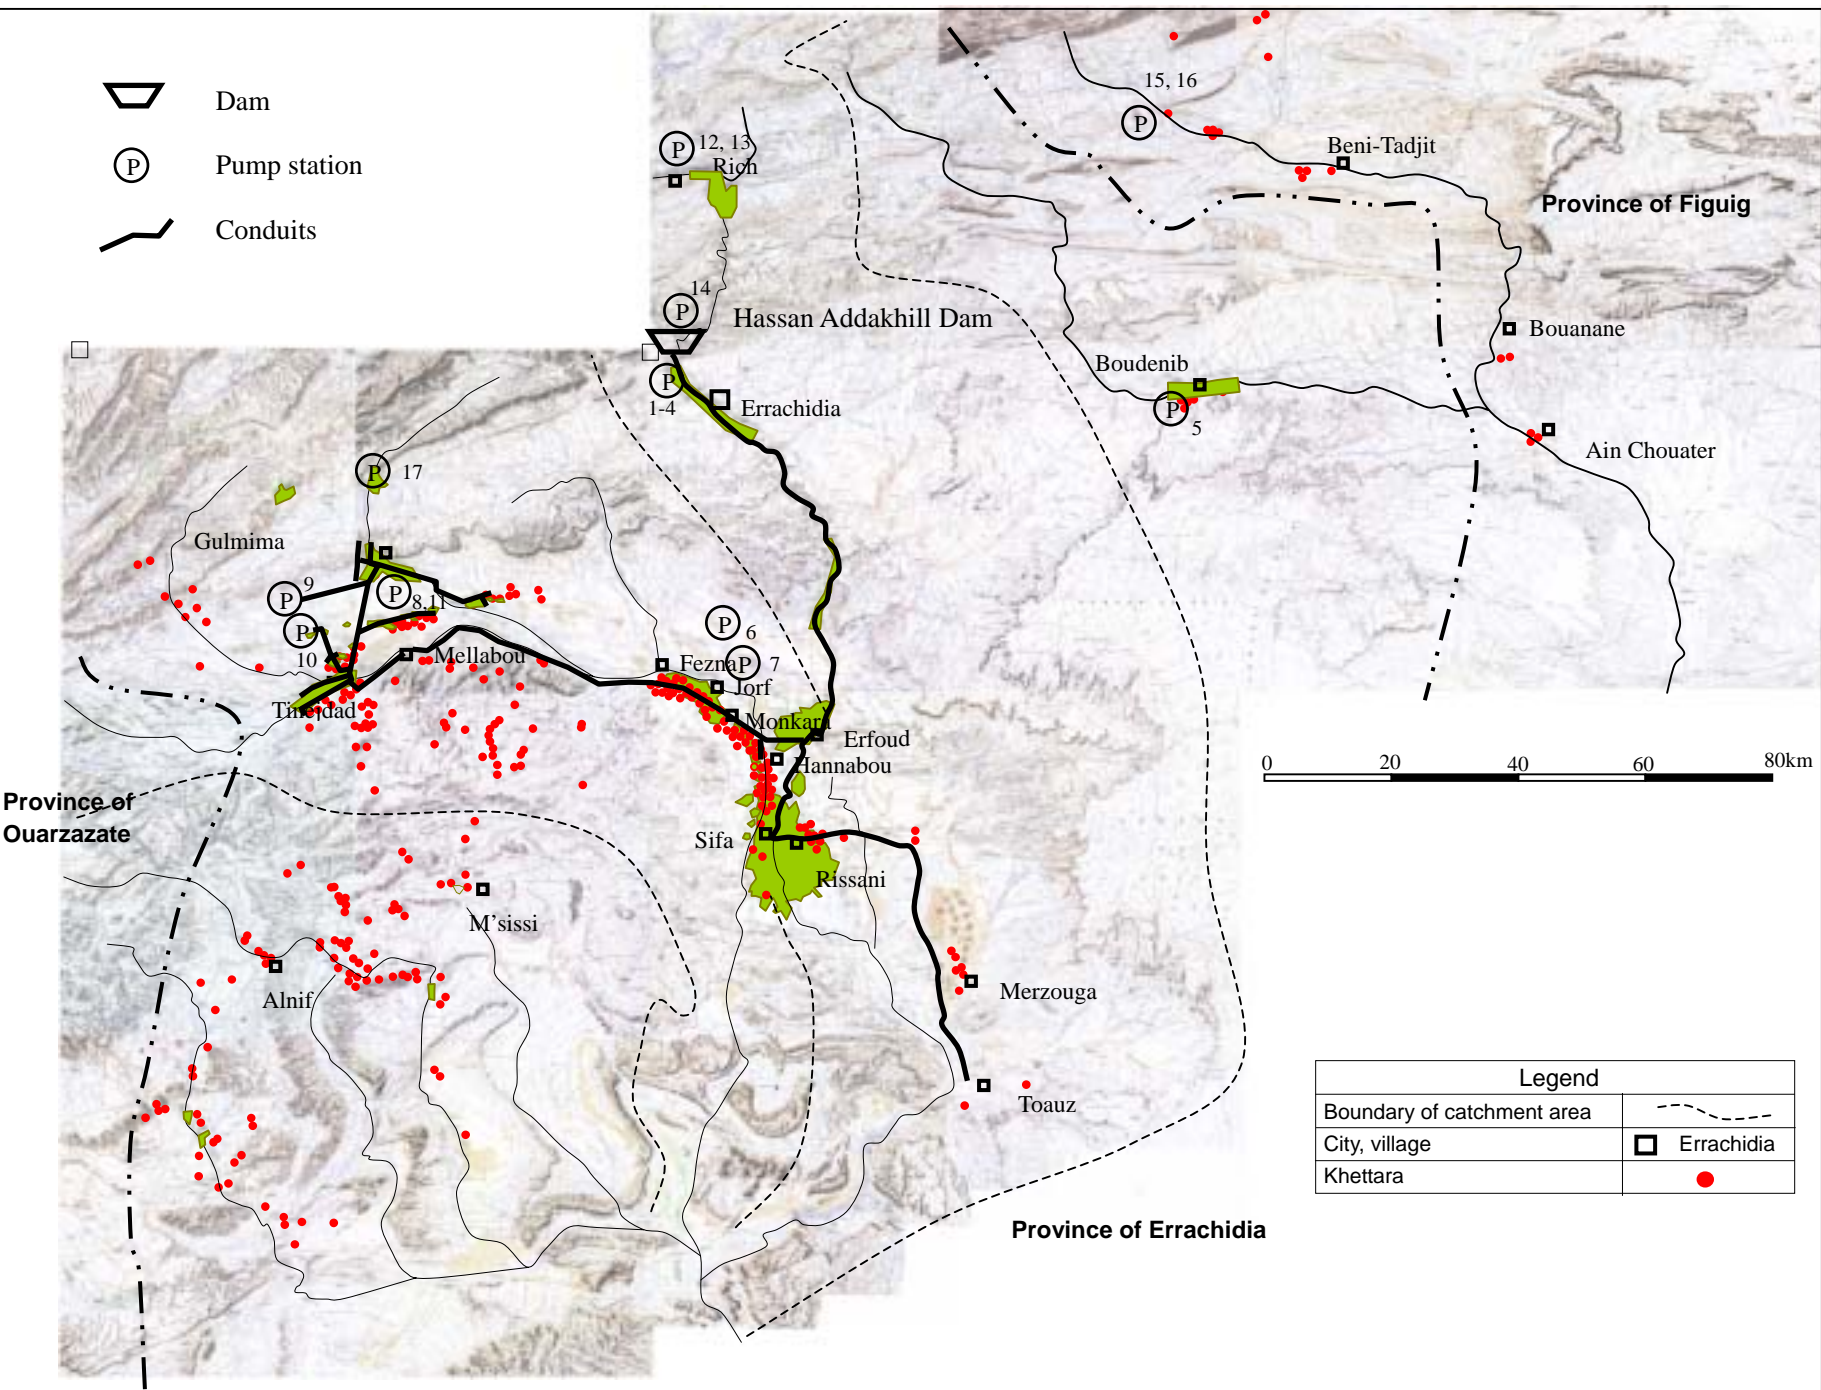 Dam
P
Pump station
Conduits
15, 16
P
P
12, 13
Rich
Beni-Tadjit
Province of Figuig
14
P
Hassan Addakhill Dam
Bouanane
Boudenib
P
1-4
Errachidia
P
5
Ain Chouater
P
17
Gulmima
9
P
P
8,11
P
10
P
6
Mellabou
Fezna
P
7
Jorf
Tinejdad
Monkara
Erfoud
Hannabou
0
20
40
60
80km
Province of
Ouarzazate
Sifa
Rissani
M'sissi
Alnif
Merzouga
Toauz
Legend
Boundary of catchment area
City, village
Errachidia
Khettara
Province of Errachidia